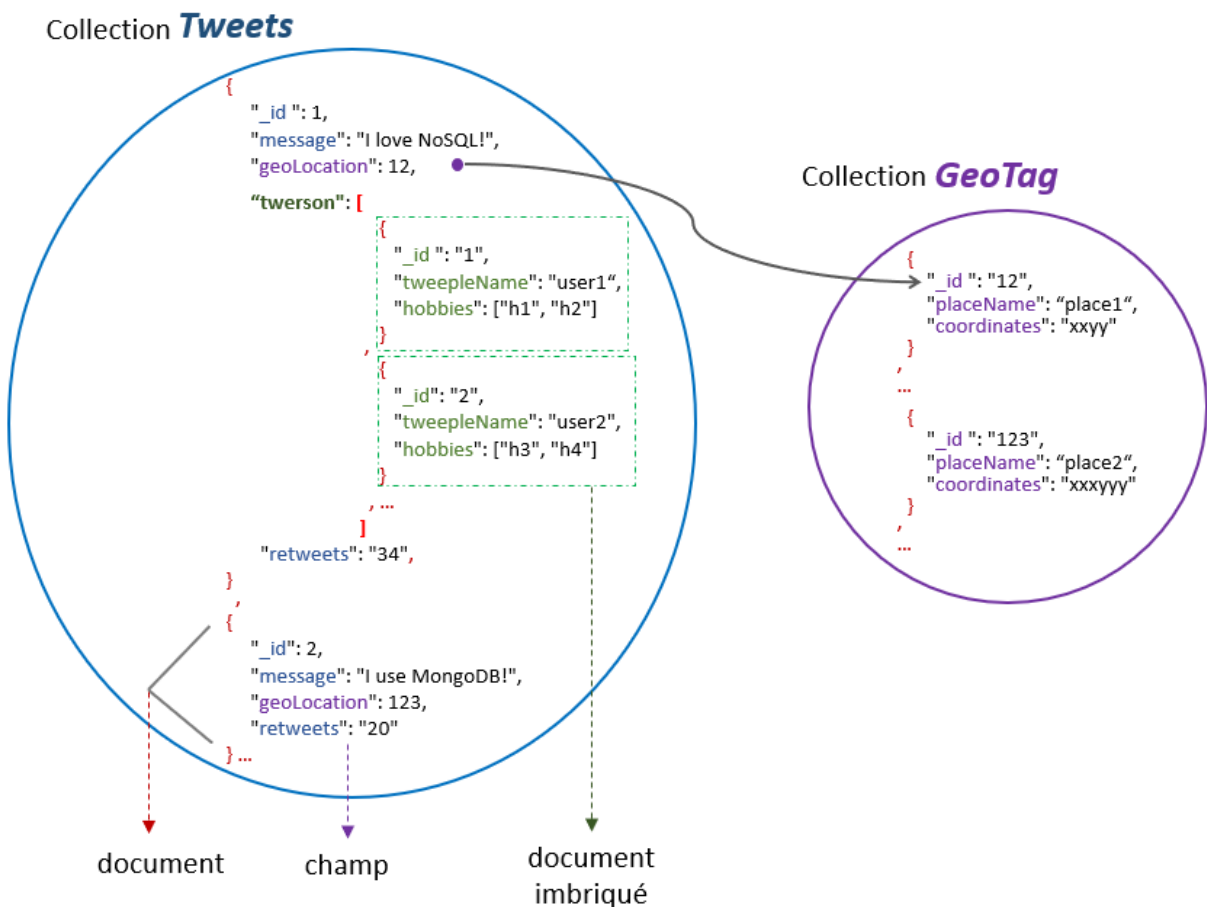 Collection Tweets
{
"_id ": 1,
"message": "I love NoSQL!",
"geoLocation": 12,
“twerson": [
{
"_id ": "1",
"tweepleName": "user1“,
"hobbies": ["h1", "h2"]
}
,
{
"_id": "2",
"tweepleName": "user2",
"hobbies": ["h3", "h4"]
}
, ...
]
"retweets": "34",
}
,
{
"_id": 2,
"message": "I use MongoDB!",
"geoLocation": 123,
"retweets": "20"
} ...
Collection GeoTag
{
"_id ": "12",
"placeName": “place1“,
"coordinates": "xxyy"
}
,
...
{
"_id ": "123",
"placeName": “place2“,
"coordinates": "xxxyyy"
}
,
...
document
champ
document
imbriqué